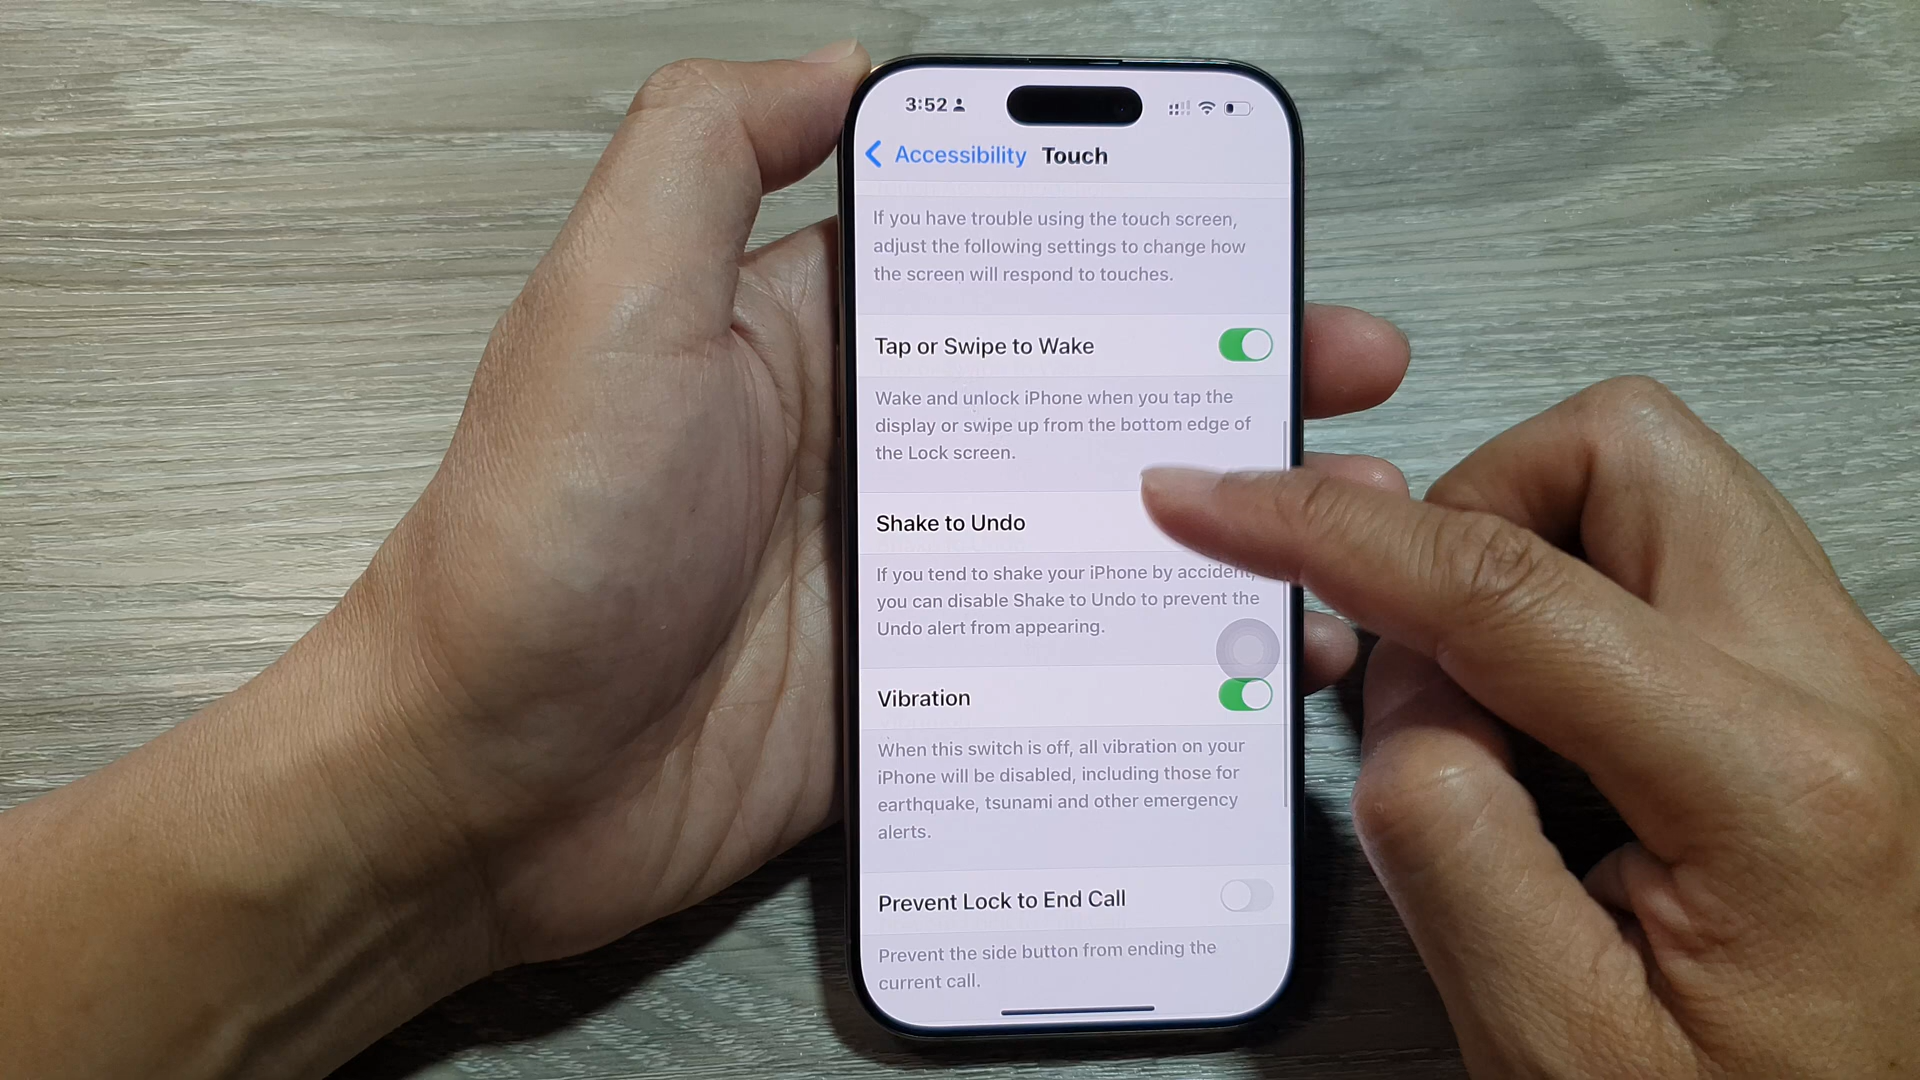 3:52
Accessibility Touch
If you have trouble using the touch screen,
adjust the following settings to change how
the screen will respond to touches.
Tap or Swipe to Wake
Wake and unlock iPhone when you tap the
display or swipe up from the bottom edge of
the Lock screen.
Shake to Undo
If you tend to shake your iPhone by accident,
you can disable Shake to Undo to prevent the
Undo alert from appearing.
Vibration
When this switch is off, all vibration on your
iPhone will be disabled, including those for
earthquake, tsunami and other emergency
alerts.
Prevent Lock to End Call
Prevent the side button from ending the
current call.